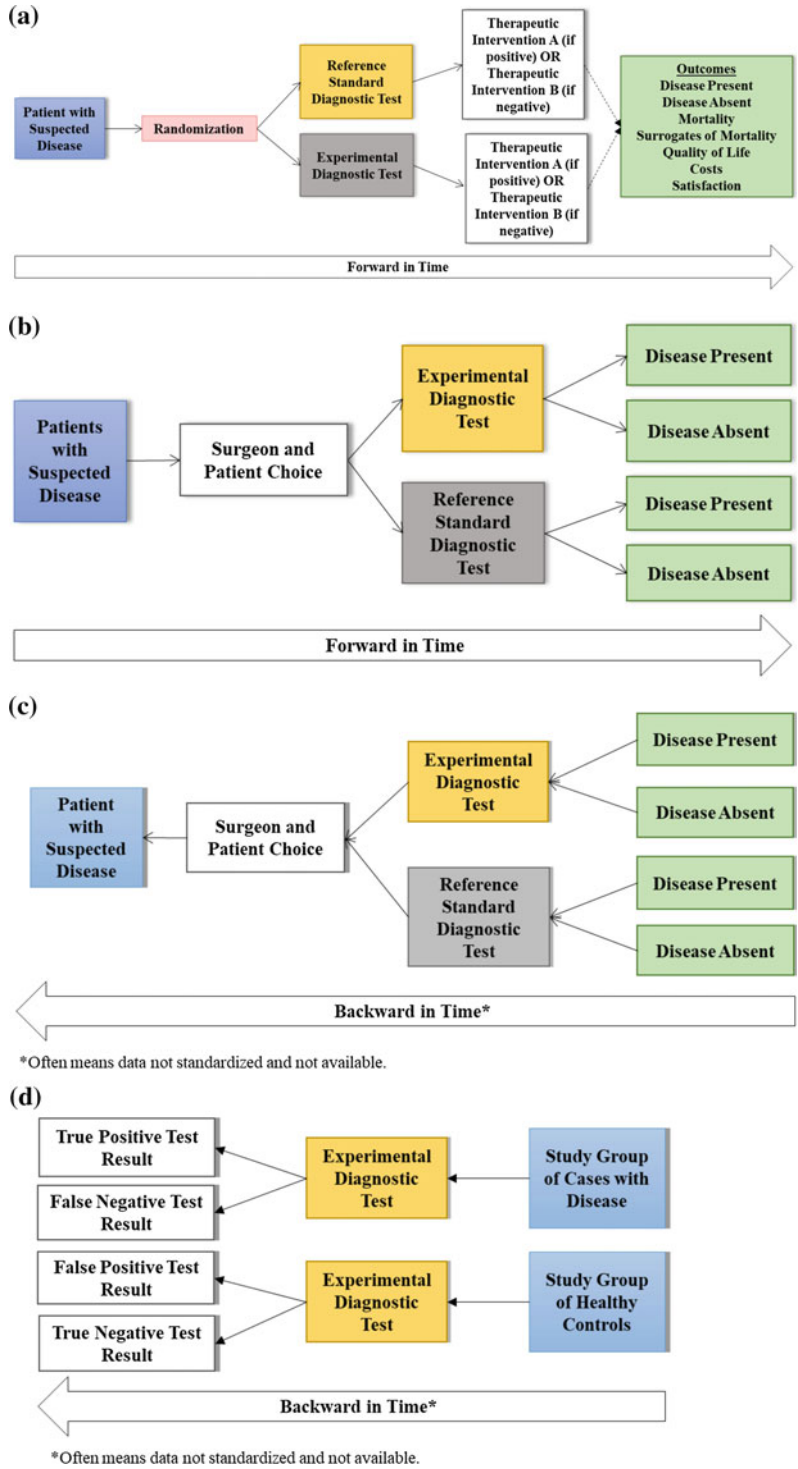 (a)
Patient with
Suspected
Disease
Randomization
Reference
Standard
Diagnostic Test
Experimental
Diagnostic Test
Therapeutic
Intervention A (if
positive) OR
Therapeutic
Intervention B (if
negative)
Therapeutic
Intervention A (if
positive) OR
Therapeutic
Intervention B (if
negative)
Outcomes
Disease Present
Disease Absent
Mortality
Surrogates of Mortality
Quality of Life
Costs
Satisfaction
Forward in Time
(b)
Patients
with
Suspected
Disease
Surgeon and
Patient Choice
Experimental
Diagnostic
Test
Reference
Standard
Diagnostic
Test
Disease Present
Disease Absent
Disease Present
Disease Absent
Forward in Time
(c)
Patient
with
Suspected
Disease
Surgeon and
Patient Choice
Experimental
Diagnostic
Test
Reference
Standard
Diagnostic
Test
Disease Present
Disease Absent
Disease Present
Disease Absent
Backward in Time*
*Often means data not standardized and not available.
(d)
True Positive Test
Result
False Negative Test
Result
False Positive Test
Result
True Negative Test
Result
Experimental
Diagnostic
Test
Experimental
Diagnostic
Test
Study Group
of Cases with
Disease
Study Group
of Healthy
Controls
Backward in Time*
*Often means data not standardized and not available.